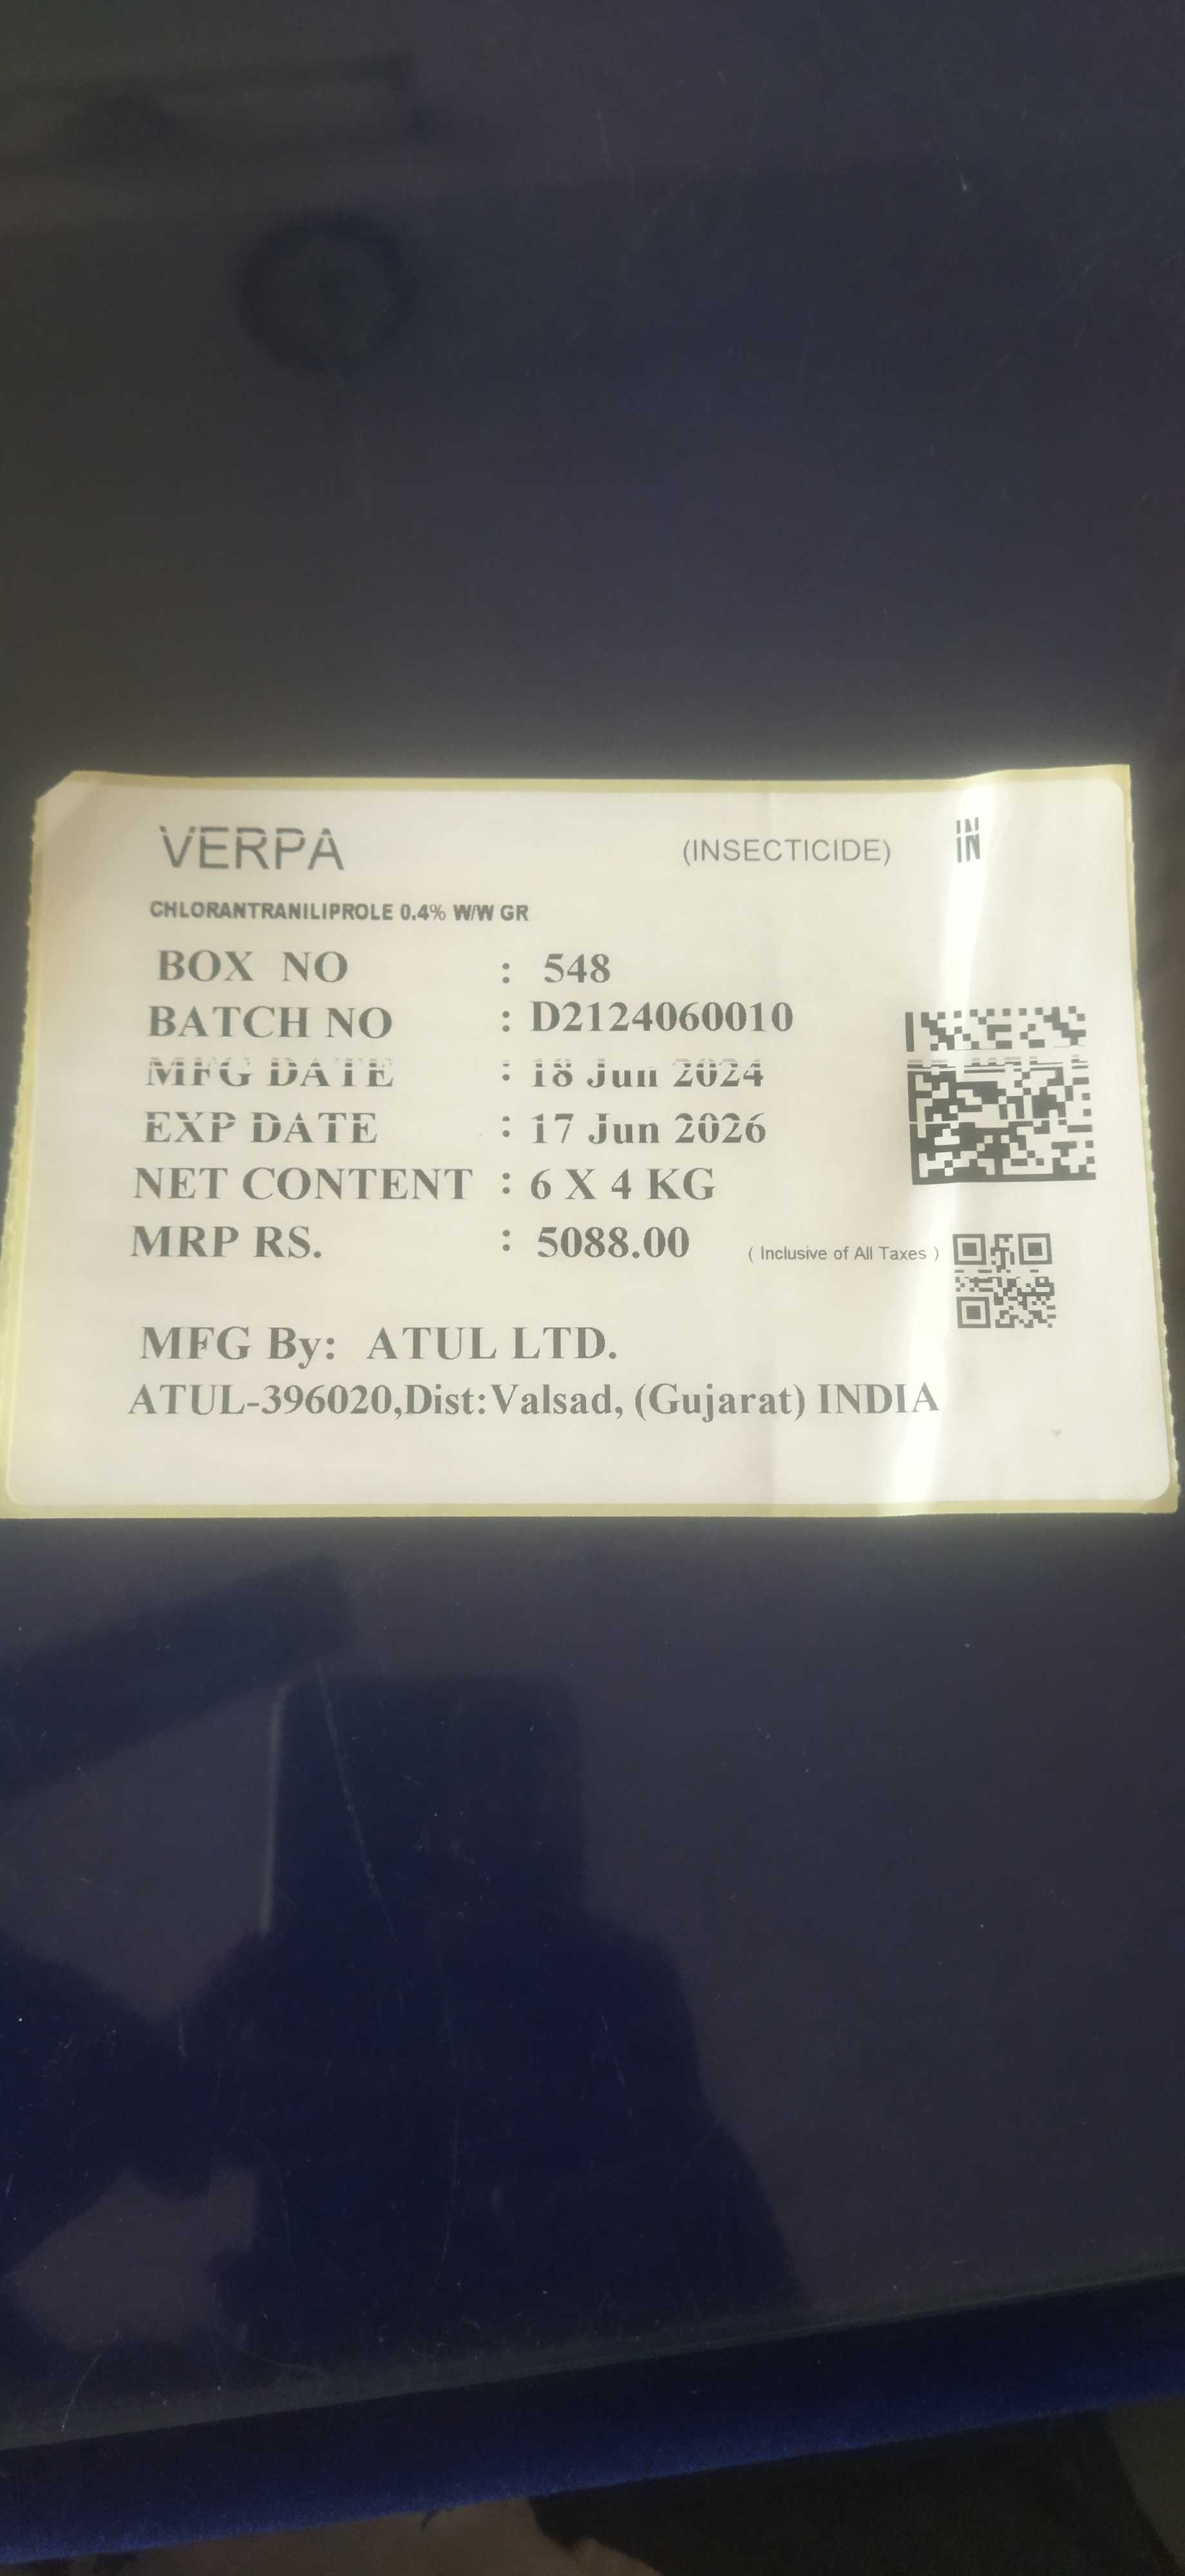 VERPA (INSECTICIDE) IN
CHLORANTRANILIPROLE 0.4% W/W GR
BOX NO : 548
BATCH NO : D2124060010
MFG DATE : 18 Jun 2024
EXP DATE : 17 Jun 2026
NET CONTENT : 6 X 4 KG
MRP RS. : 5088.00 ( Inclusive of All Taxes )
MFG By: ATUL LTD.
ATUL-396020,Dist:Valsad, (Gujarat) INDIA